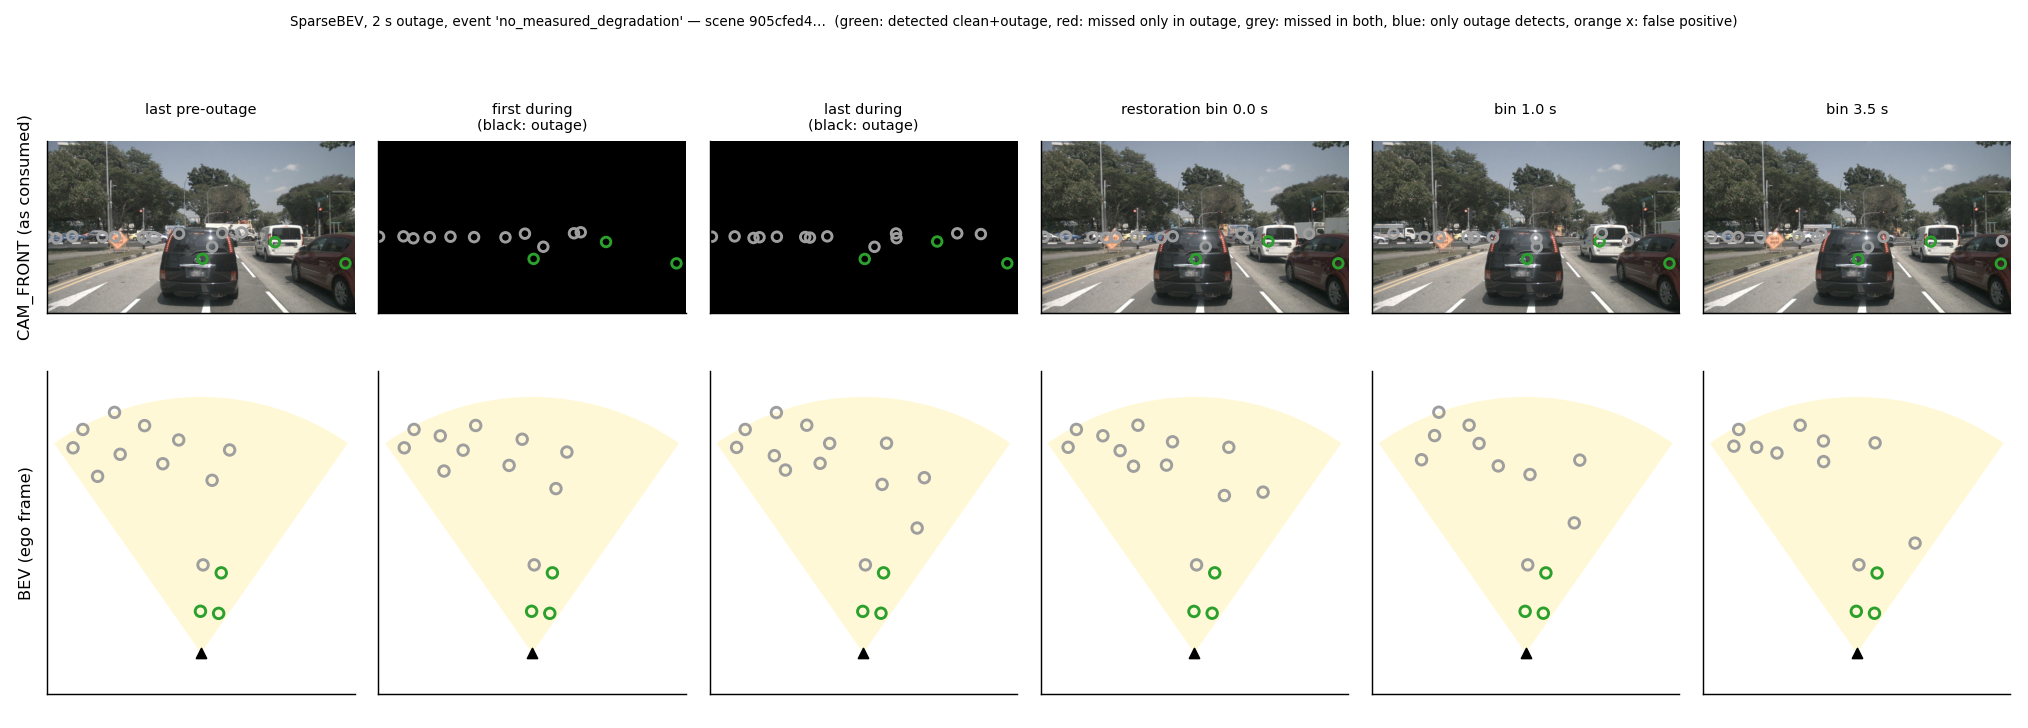 SparseBEV, 2 s outage, event 'no_measured_degradation' — scene 905cfed4... (green: detected clean+outage, red: missed only in outage, grey: missed in both, blue: only outage detects, orange x: false positive)
last pre-outage
first during
(black: outage)
last during
(black: outage)
restoration bin 0.0 s
bin 1.0 s
bin 3.5 s
CAM_FRONT (as consumed)
BEV (ego frame)